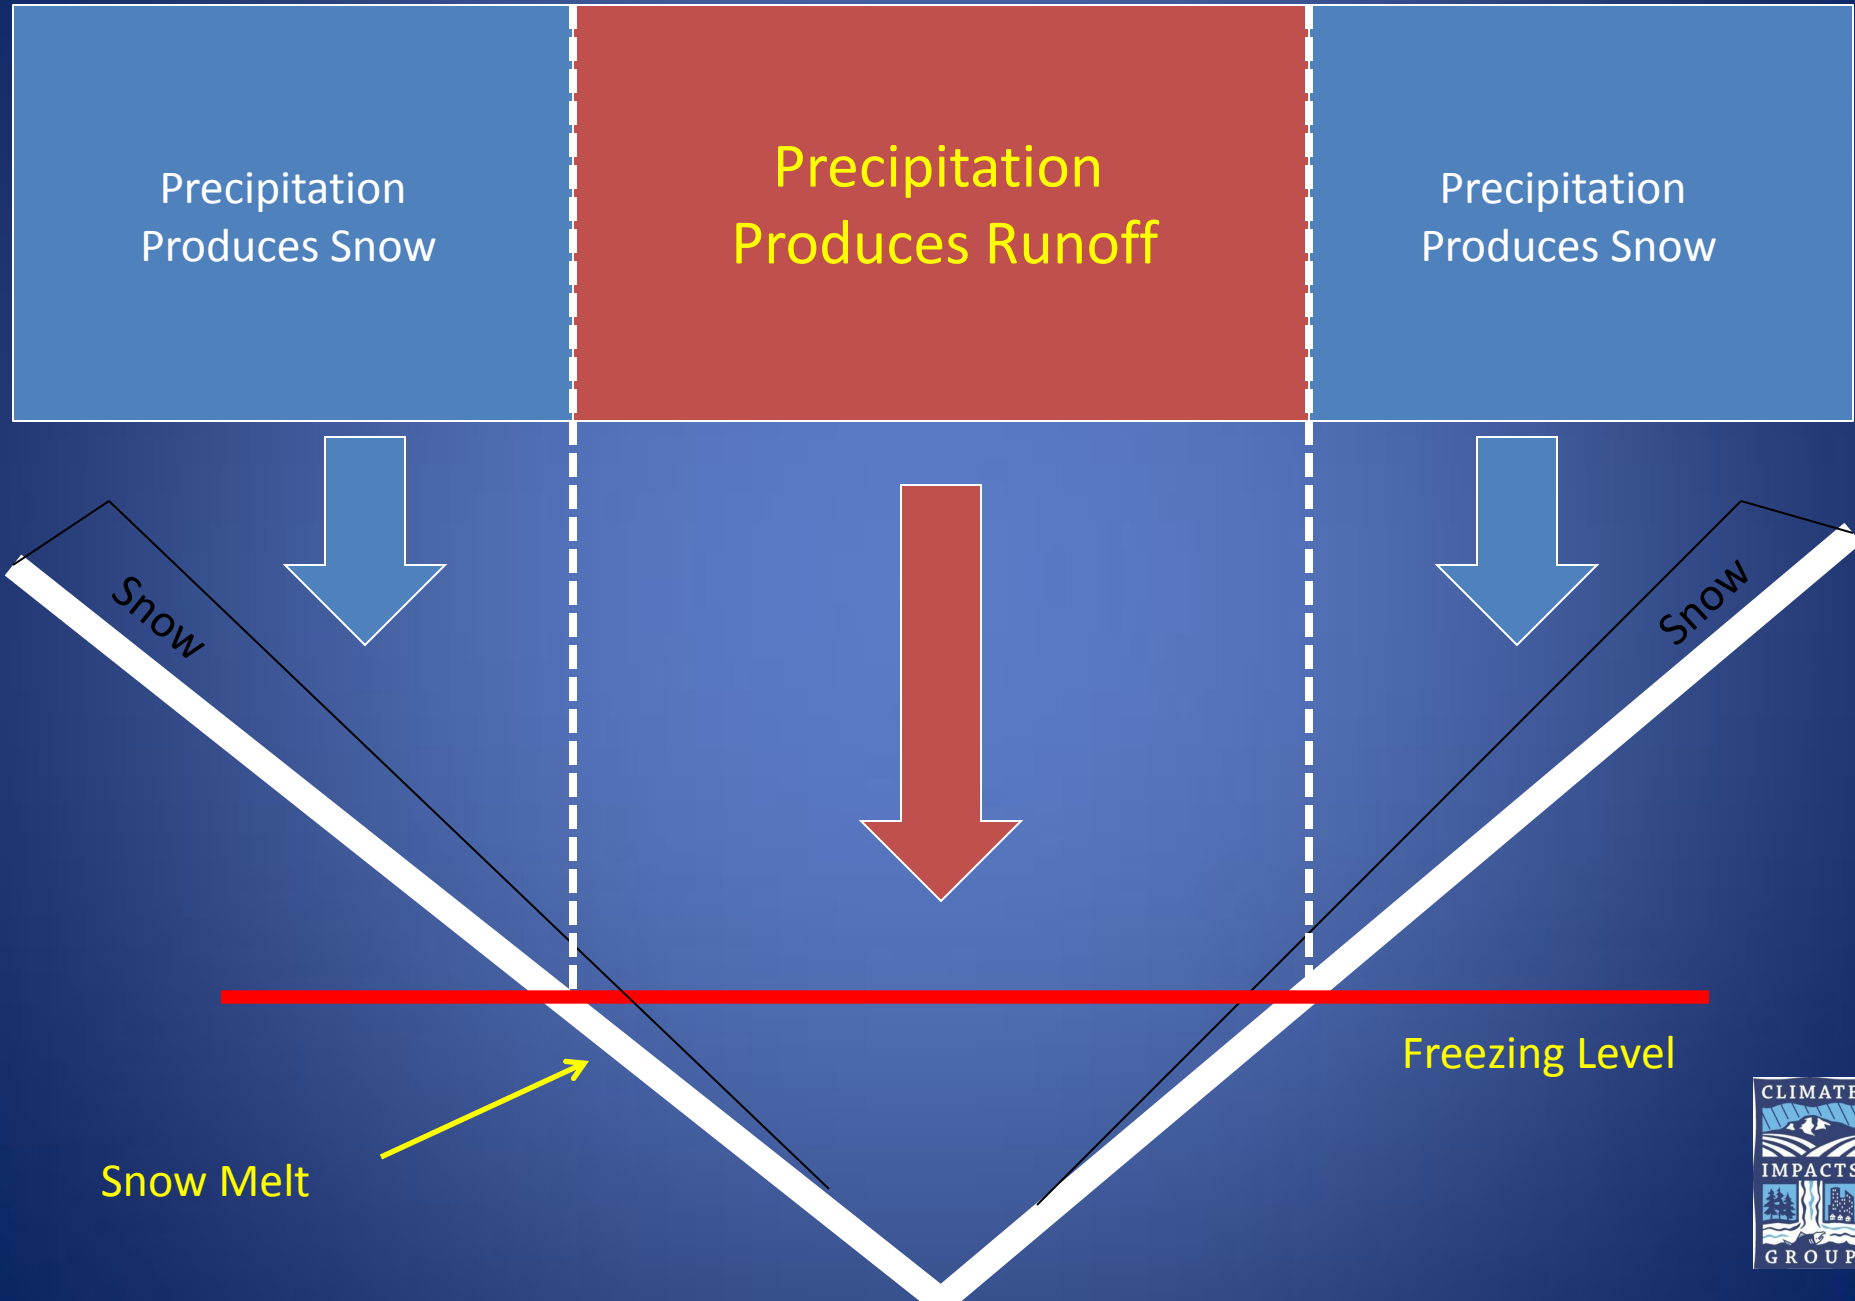 Precipitation
Produces Snow
Precipitation
Produces Runoff
Precipitation
Produces Snow
Snow
Snow
Freezing Level
Snow Melt
CLIMATE
IMPACTS
GROUP